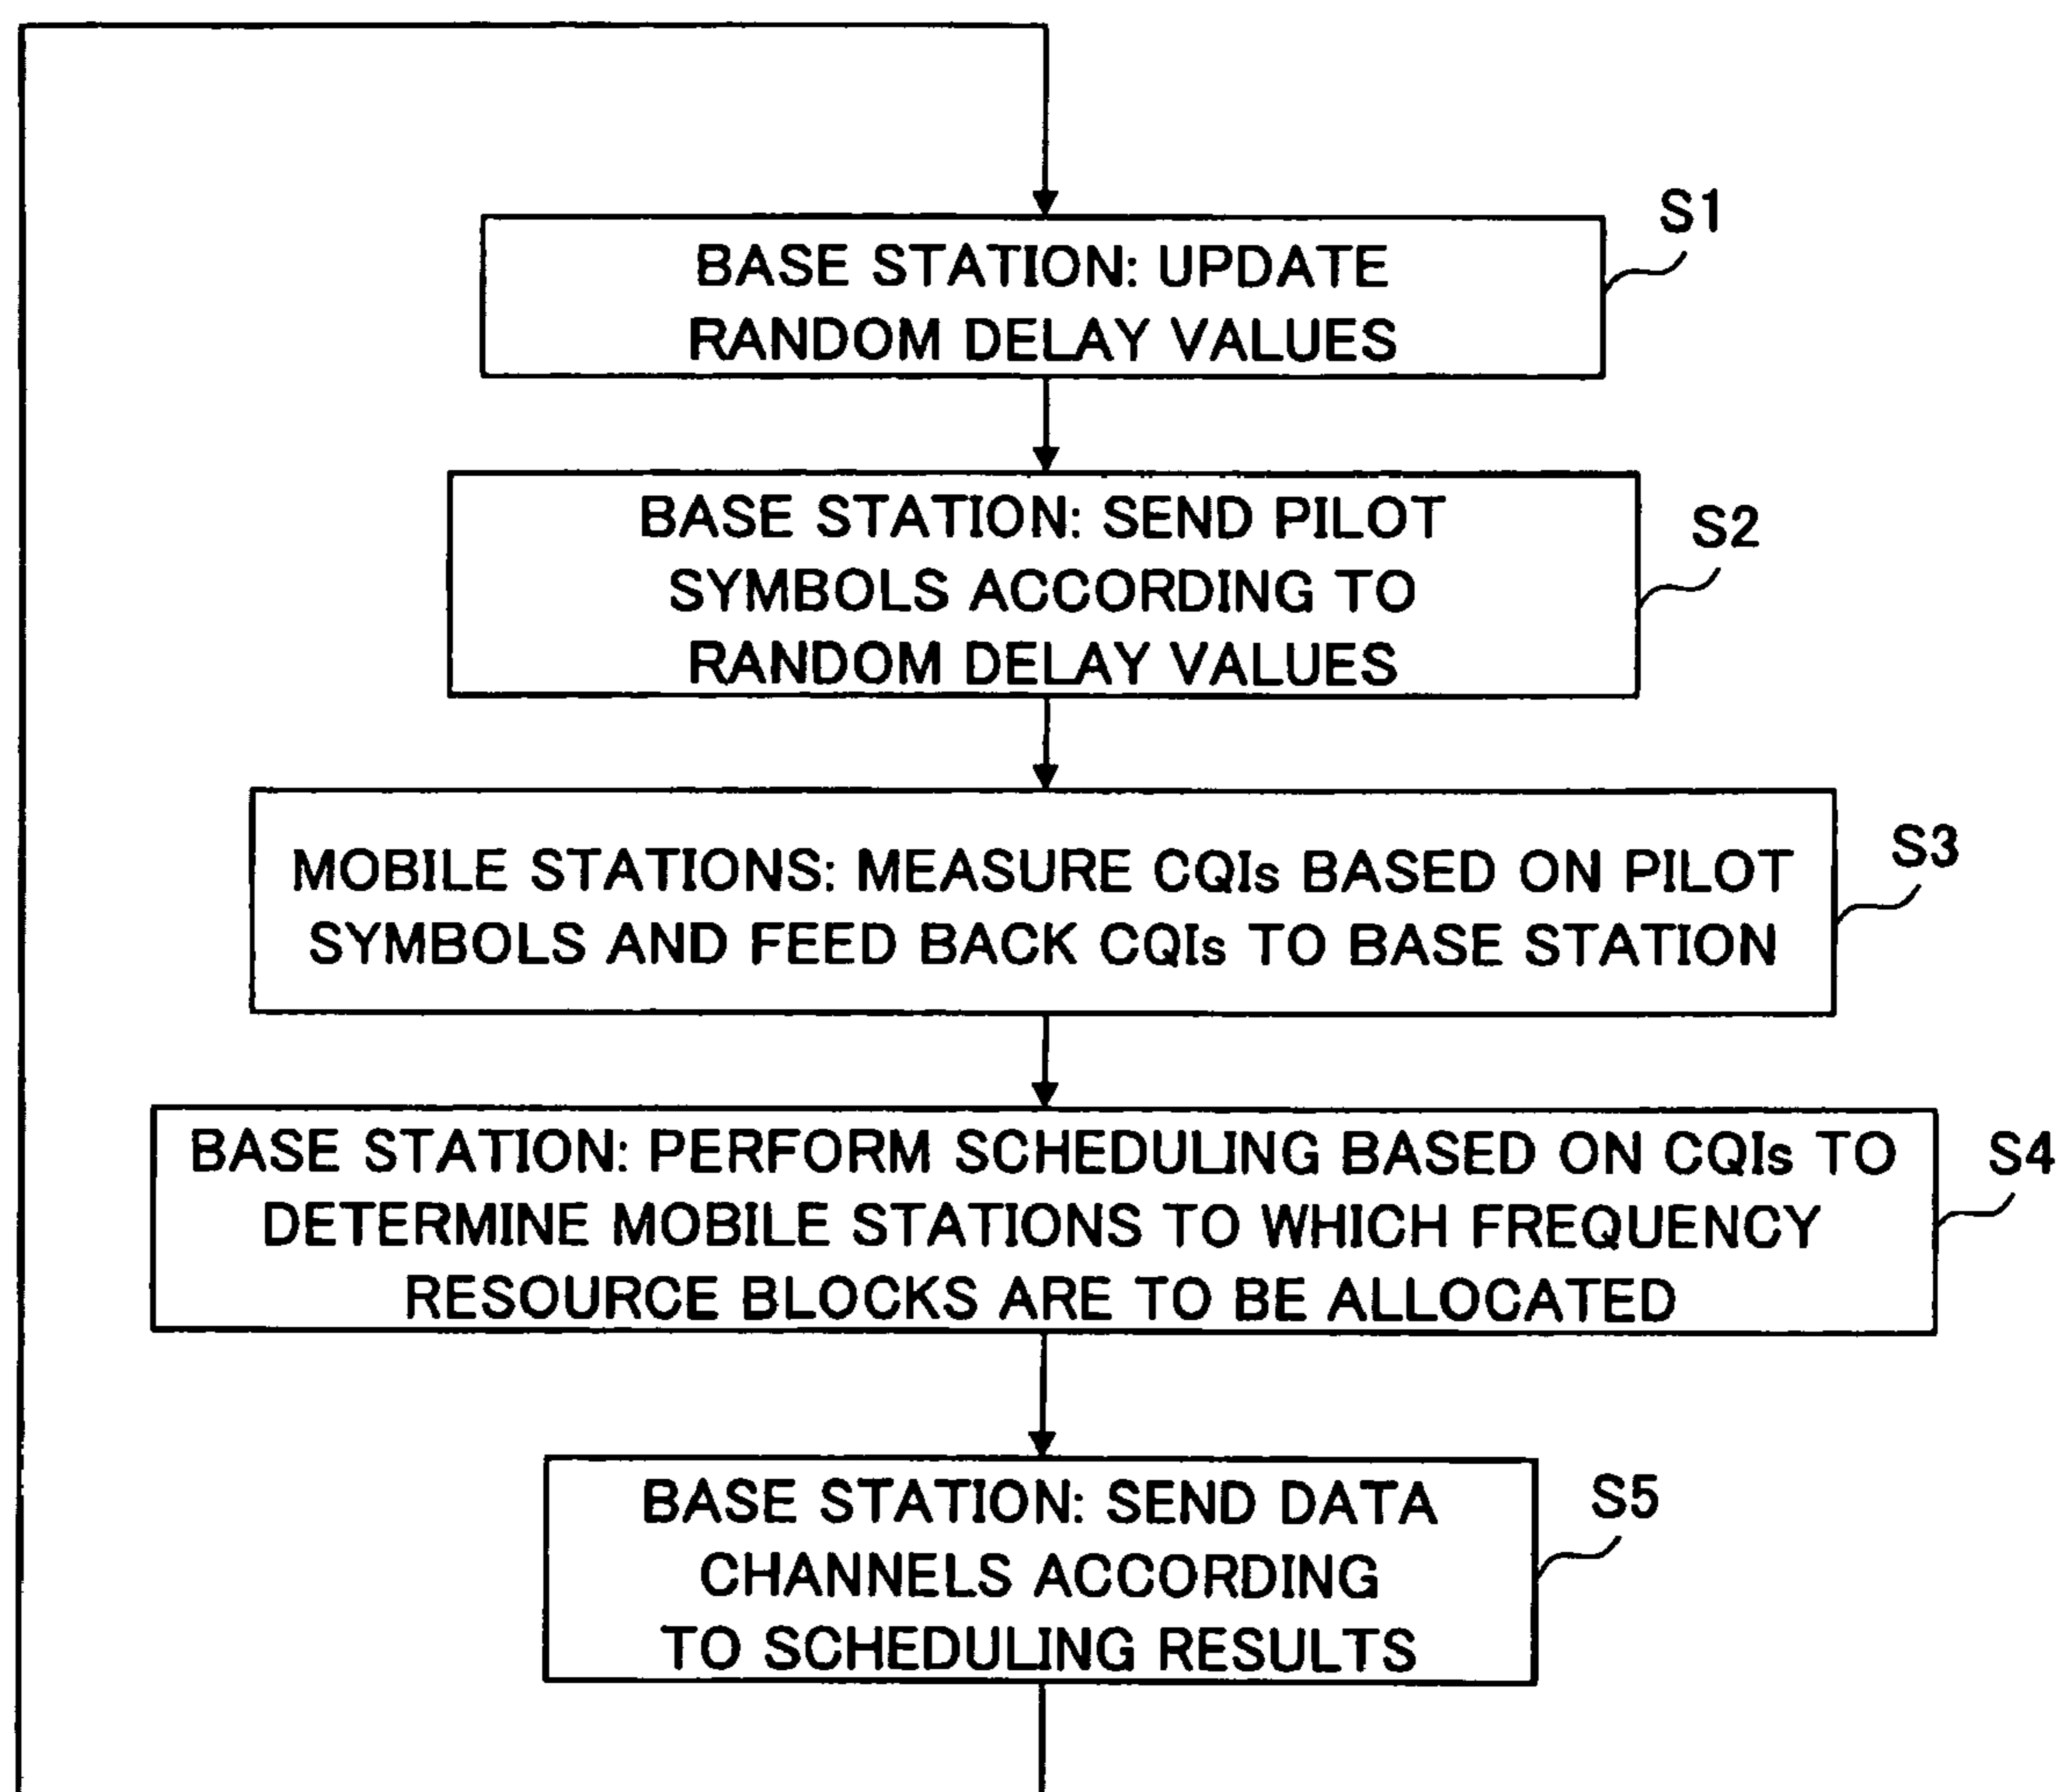 S1
BASE STATION: UPDATE
RANDOM DELAY VALUES
S2
BASE STATION: SEND PILOT
SYMBOLS ACCORDING TO
RANDOM DELAY VALUES
S3
MOBILE STATIONS: MEASURE CQIs BASED ON PILOT
SYMBOLS AND FEED BACK CQIs TO BASE STATION
S4
BASE STATION: PERFORM SCHEDULING BASED ON CQIs TO
DETERMINE MOBILE STATIONS TO WHICH FREQUENCY
RESOURCE BLOCKS ARE TO BE ALLOCATED
S5
BASE STATION: SEND DATA
CHANNELS ACCORDING
TO SCHEDULING RESULTS